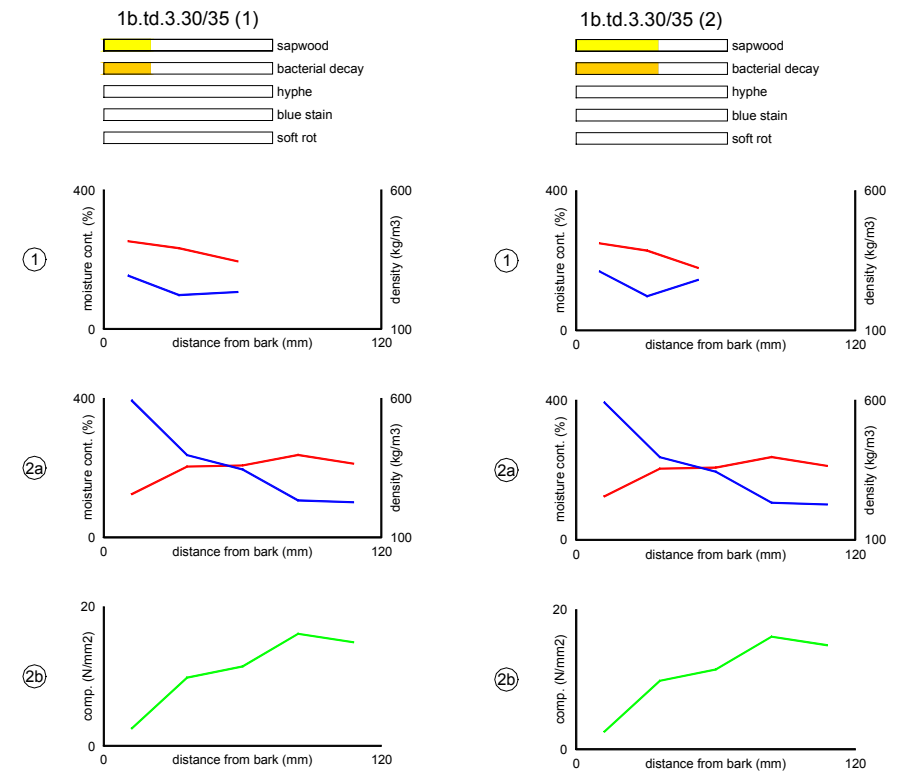 1b.td.3.30/35 (1)
sapwood
bacterial decay
hyphe
blue stain
soft rot
1
400
0
moisture cont. (%)
600
100
density (kg/m3)
0
distance from bark (mm)
120
2a
400
0
moisture cont. (%)
600
100
density (kg/m3)
0
distance from bark (mm)
120
2b
20
0
comp. (N/mm2)
0
distance from bark (mm)
120
1b.td.3.30/35 (2)
sapwood
bacterial decay
hyphe
blue stain
soft rot
1
400
0
moisture cont. (%)
600
100
density (kg/m3)
0
distance from bark (mm)
120
2a
400
0
moisture cont. (%)
600
100
density (kg/m3)
0
distance from bark (mm)
120
2b
20
0
comp. (N/mm2)
0
distance from bark (mm)
120